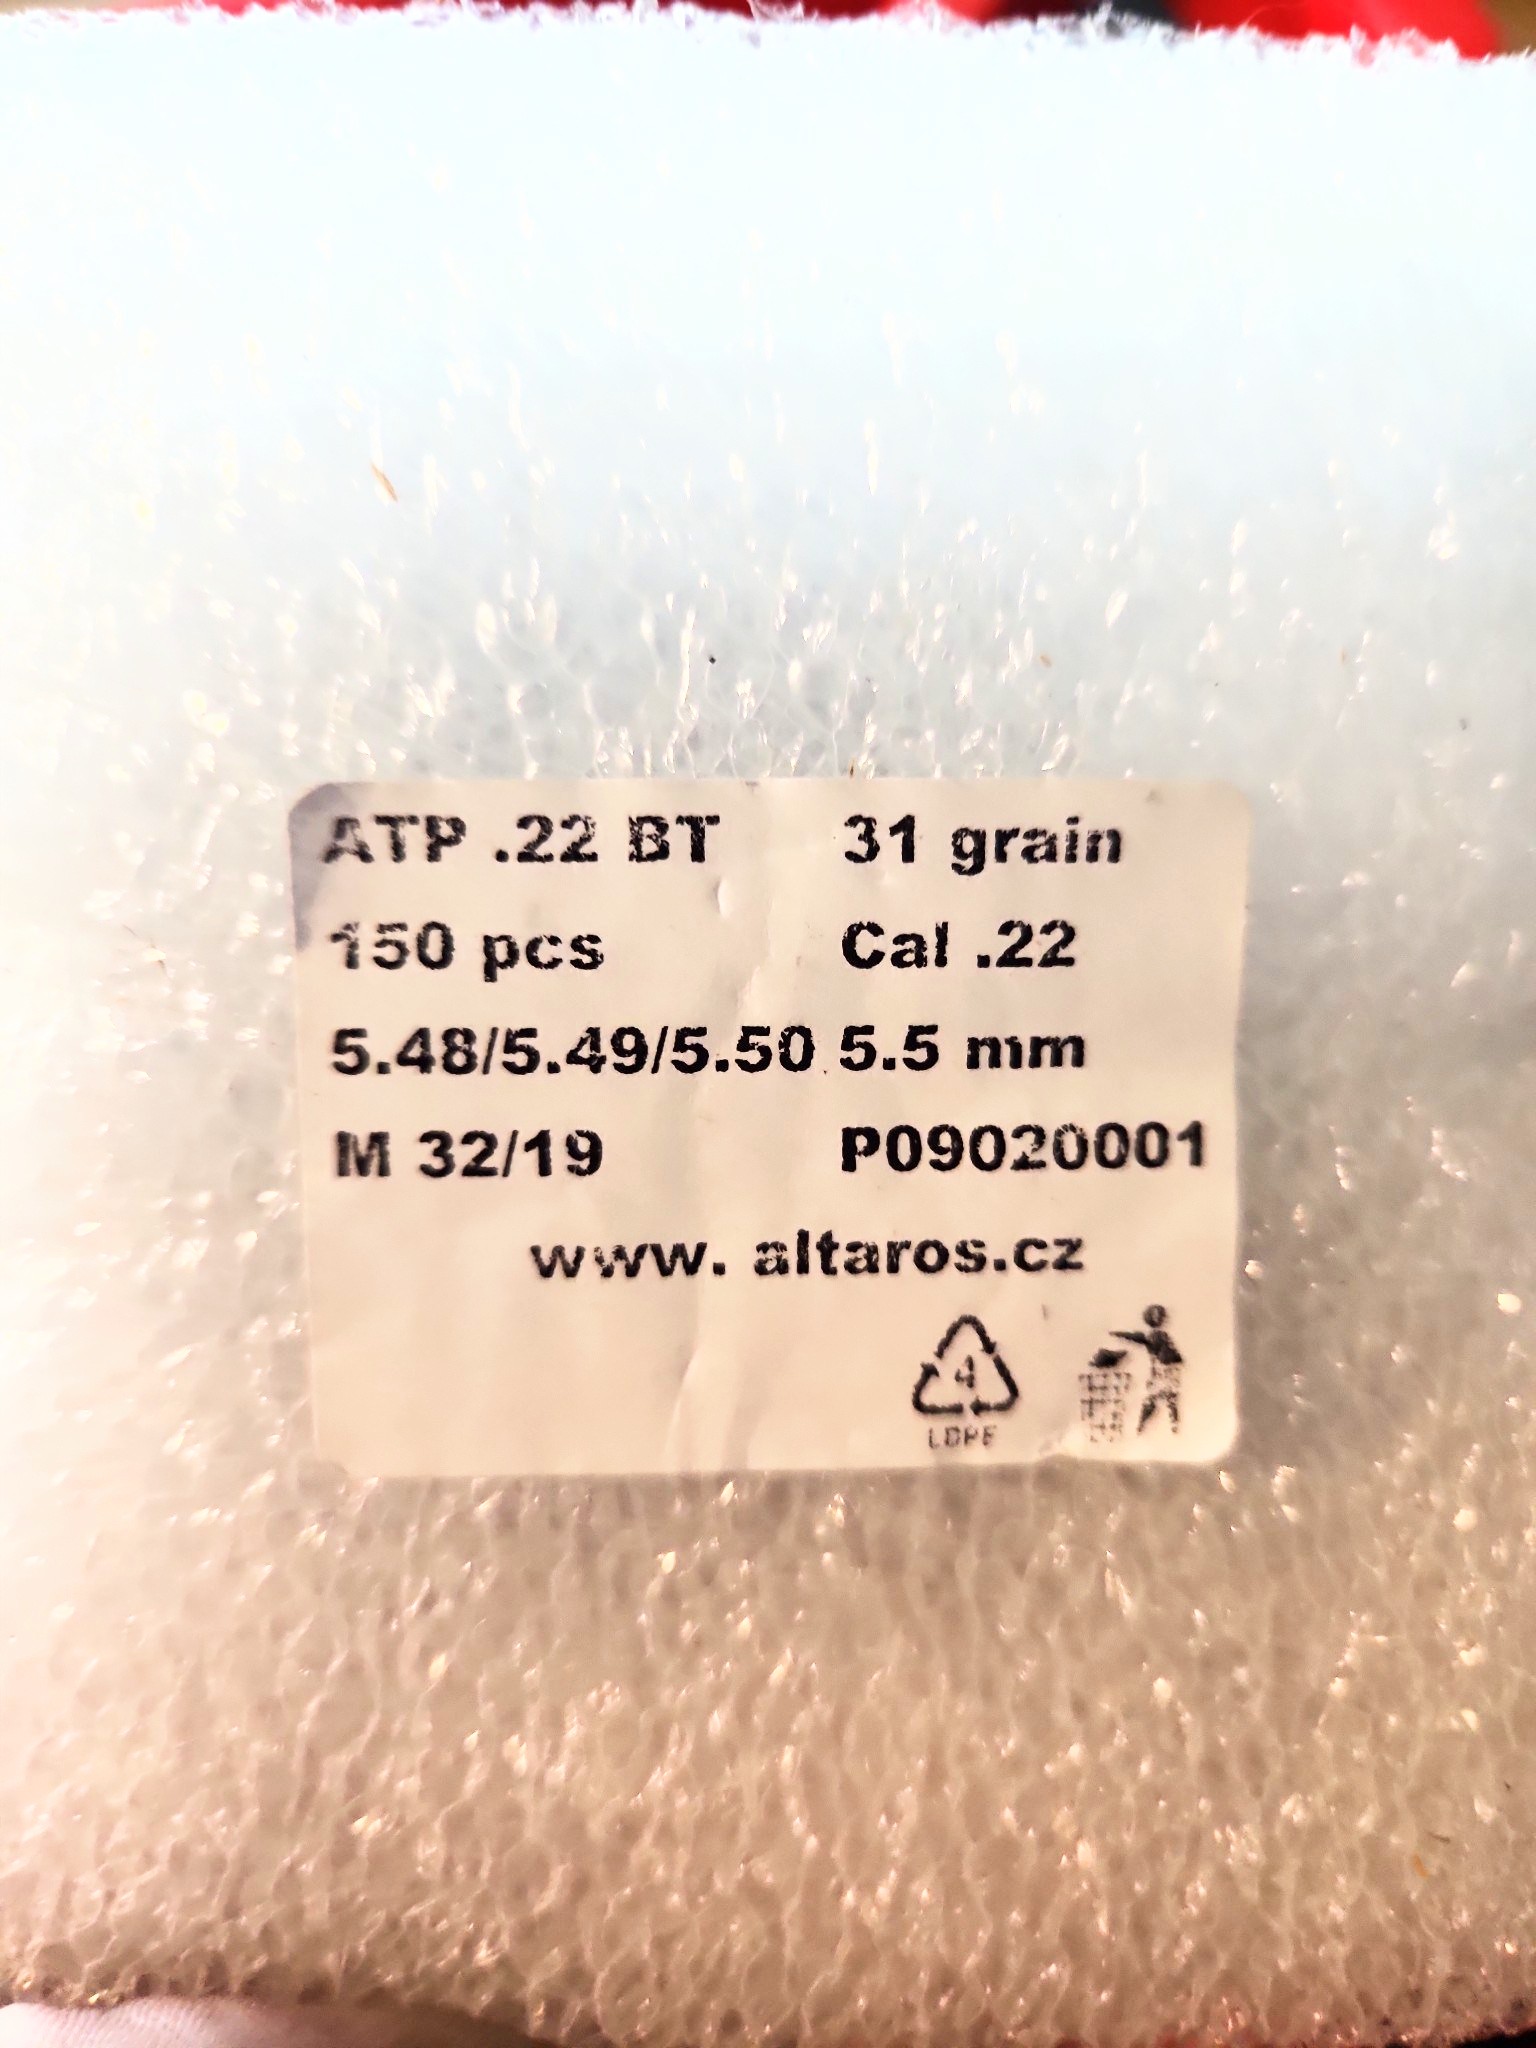 ATP .22 BT 31 grain
150 pcs Cal .22
5.48/5.49/5.50 5.5 mm
M 32/19 P09020001
www. altaros.cz
4
LDPE